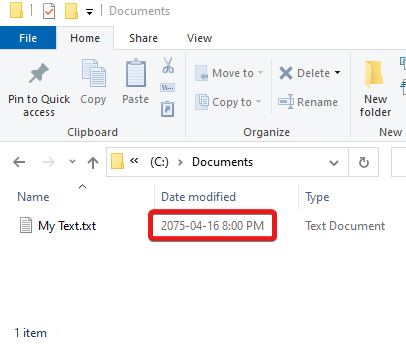 Documents
File Home Share View
Pin to Quick access
Copy
Paste
Move to
Copy to
Delete
Rename
New folder
Clipboard Organize
« (C:) > Documents
Name Date modified Type
My Text.txt 2075-04-16 8:00 PM Text Document
1 item